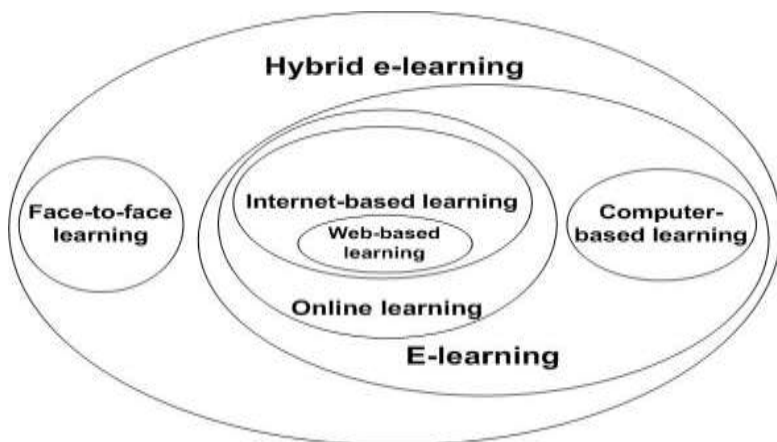 Hybrid e-learning
Face-to-face
learning
Internet-based learning
Web-based
learning
Computer-
based learning
Online learning
E-learning